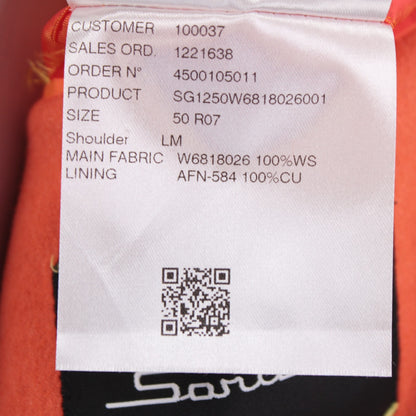 CUSTOMER 100037
SALES ORD. 1221638
ORDER N° 4500105011
PRODUCT SG1250W6818026001
SIZE 50 R07
Shoulder LM
MAIN FABRIC W6818026 100%WS
LINING AFN-584 100%CU